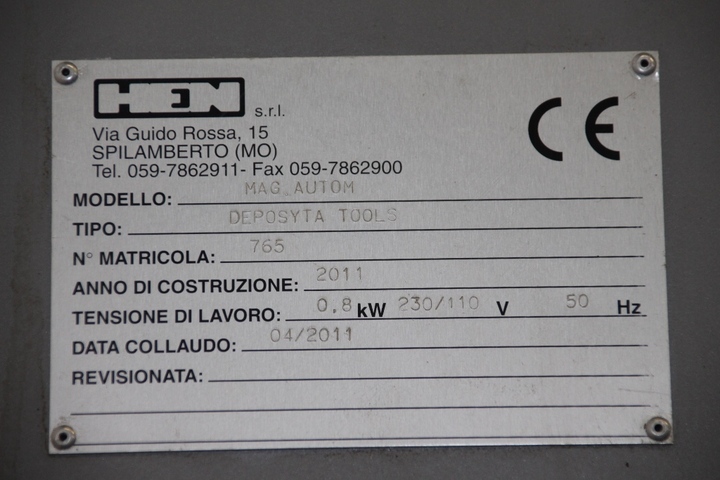 HEN s.r.l.
CE
Via Guido Rossa, 15
SPILAMBERTO (MO)
Tel. 059-7862911- Fax 059-7862900
MODELLO: MAG.AUTOM
TIPO: DEPOSYTA TOOLS
N° MATRICOLA: 765
ANNO DI COSTRUZIONE: 2011
TENSIONE DI LAVORO: 0,8 kW 230/110 V 50 Hz
DATA COLLAUDO: 04/2011
REVISIONATA: